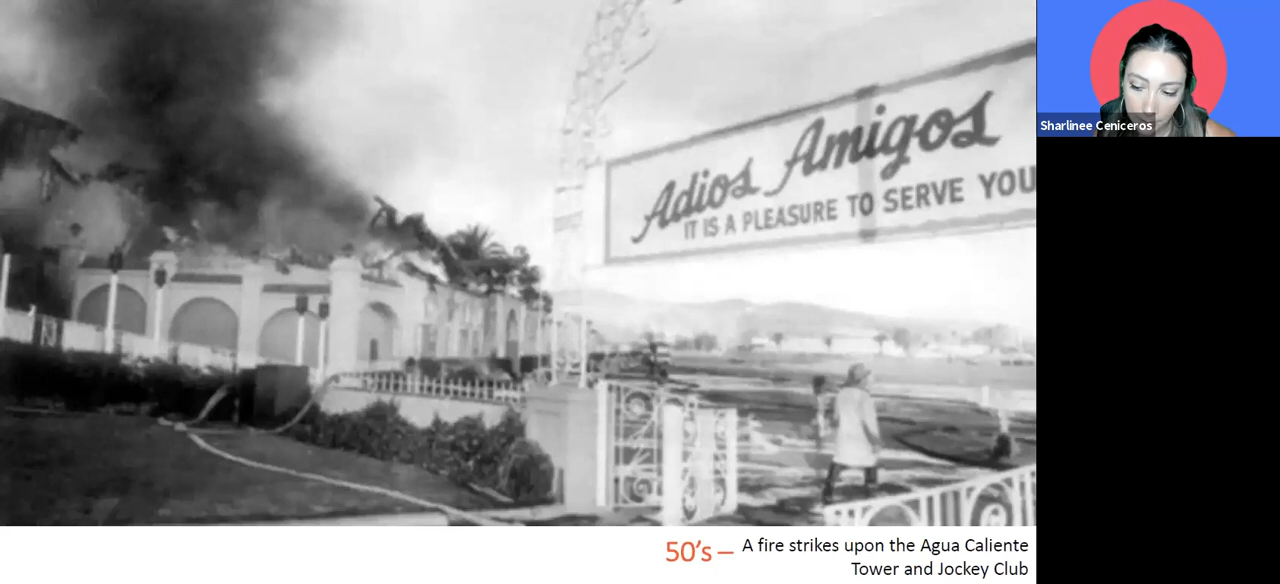 Adios Amigos
IT IS A PLEASURE TO SERVE YOU
Sharlinee Ceniceros
50's – A fire strikes upon the Agua Caliente
Tower and Jockey Club